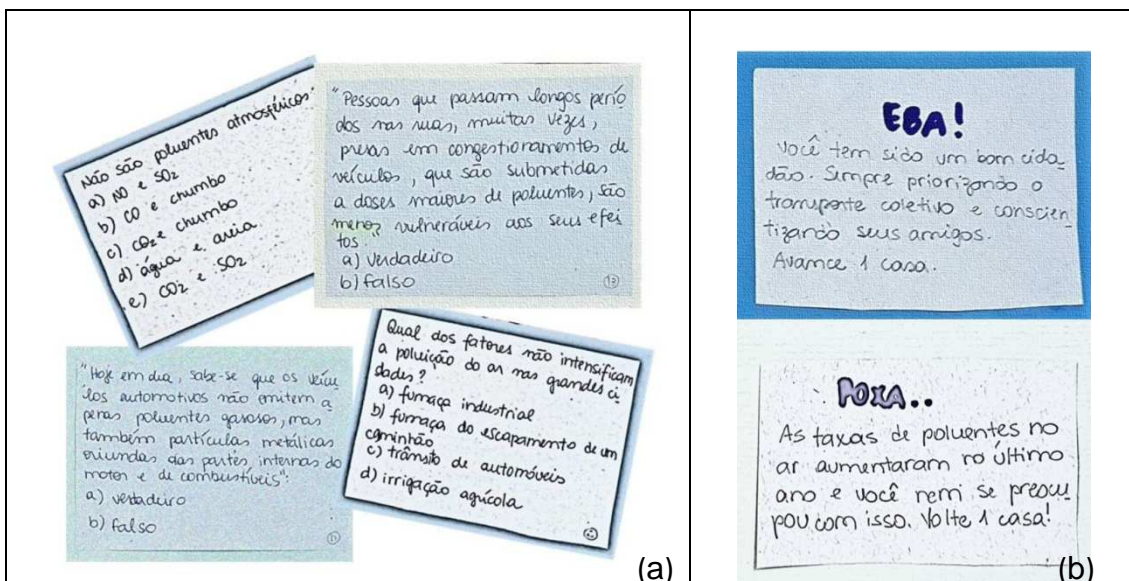 Não são poluentes atmosféricos:
a) NO e SO2
b) CO e chumbo
c) CO2 e chumbo
d) água e areia
e) CO2 e SO2
"Pessoas que passam longos perío
dos nas ruas, muitas vezes,
presas em congestionamentos de
veículos, que são submetidas
a doses maiores de poluentes, são
menos vulneráveis aos seus efei
tos."
a) Verdadeiro
b) falso
13
"Hoje em dia, sabe-se que os veícu
los automotivos não emitem a
penas poluentes gasosos, mas
também partículas metálicas
oriundas das partes internas do
motor e de combustíveis":
a) verdadeiro
b) falso
Qual dos fatores não intensificam
a poluição do ar nas grandes ci
dades?
a) fumaça industrial
b) fumaça do escapamento de um
caminhão
c) trânsito de automóveis
d) irrigação agrícola
(a)
EBA!
Você tem sido um bom cida
dão. Sempre priorizando o
transporte coletivo e conscien
tizando seus amigos.
Avance 1 casa.
POXA..
As taxas de poluentes no
ar aumentaram no último
ano e você nem se preocu
pou com isso. Volte 1 casa!
(b)